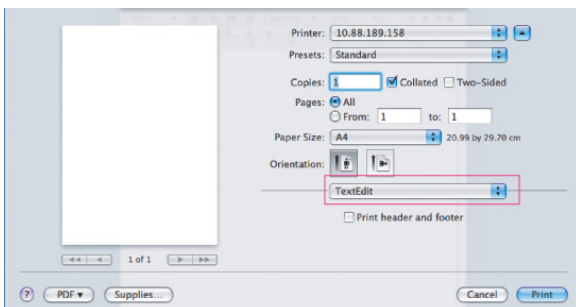 Printer: 10.88.189.158
Presets: Standard
Copies: 1 Collated Two-Sided
Pages: All
From: 1 to: 1
Paper Size: A4 20.99 by 29.70 cm
Orientation:
TextEdit
Print header and footer
1 of 1
? PDF Supplies... Cancel Print